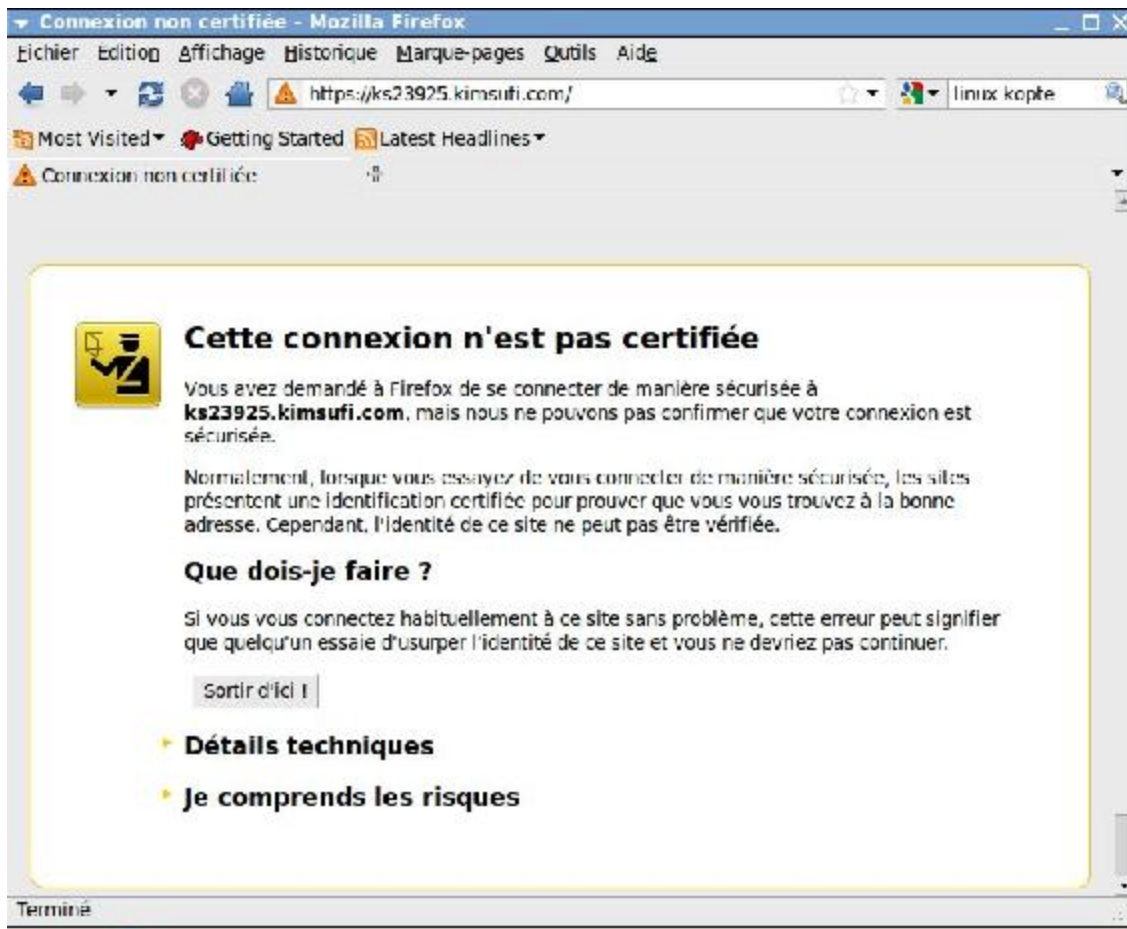 Connexion non certifiée - Mozilla Firefox
Fichier Edition Affichage Historique Marque-pages Outils Aide
https://ks23925.kimsufi.com/ linux kopte
Most Visited Getting Started Latest Headlines
Connexion non certifiée
Cette connexion n'est pas certifiée
Vous avez demandé à Firefox de se connecter de manière sécurisée à
ks23925.kimsufi.com, mais nous ne pouvons pas confirmer que votre connexion est
sécurisée.
Normalement, lorsque vous essayez de vous connecter de manière sécurisée, les sites
présentent une identification certifiée pour prouver que vous vous trouvez à la bonne
adresse. Cependant, l'identité de ce site ne peut pas être vérifiée.
Que dois-je faire ?
Si vous vous connectez habituellement à ce site sans problème, cette erreur peut signifier
que quelqu'un essaie d'usurper l'identité de ce site et vous ne devriez pas continuer.
Sortir d'ici !
Détails techniques
Je comprends les risques
Terminé